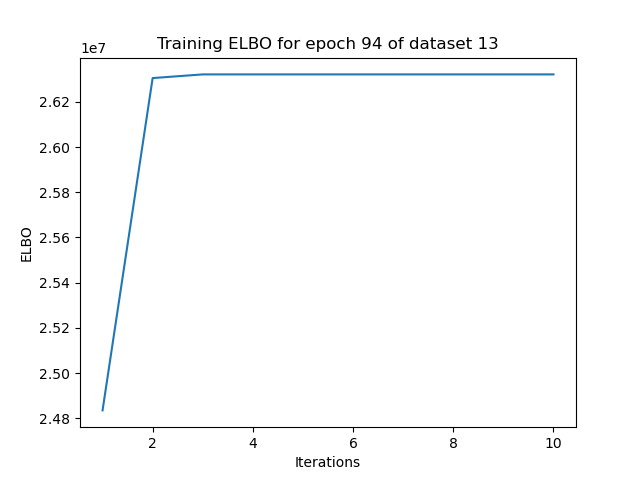 Training ELBO for epoch 94 of dataset 13
1e7
2.62
2.60
2.58
2.56
2.54
2.52
2.50
2.48
ELBO
2 4 6 8 10
Iterations